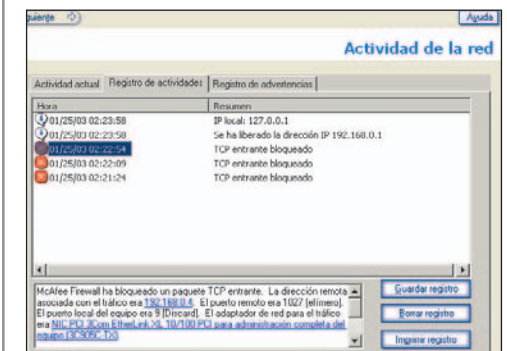 guiente
Ayuda
Actividad de la red
Actividad actual Registro de actividades Registro de advertencias
Hora Resumen
01/25/03 02:23:58 IP local: 127.0.0.1
01/25/03 02:23:58 Se ha liberado la dirección IP 192.168.0.1
01/25/03 02:22:54 TCP entrante bloqueado
01/25/03 02:22:09 TCP entrante bloqueado
01/25/03 02:21:24 TCP entrante bloqueado
McAfee Firewall ha bloqueado un paquete TCP entrante. La dirección remota
asociada con el tráfico era 192.168.0.4. El puerto remoto era 1027 [efímero].
El puerto local del equipo era 9 [Discard]. El adaptador de red para el tráfico
era NIC PCI 3Com EtherLink XL 10/100 PCI para administración completa del
equipo (3C905C-TX).
Guardar registro
Borrar registro
Imprimir registro